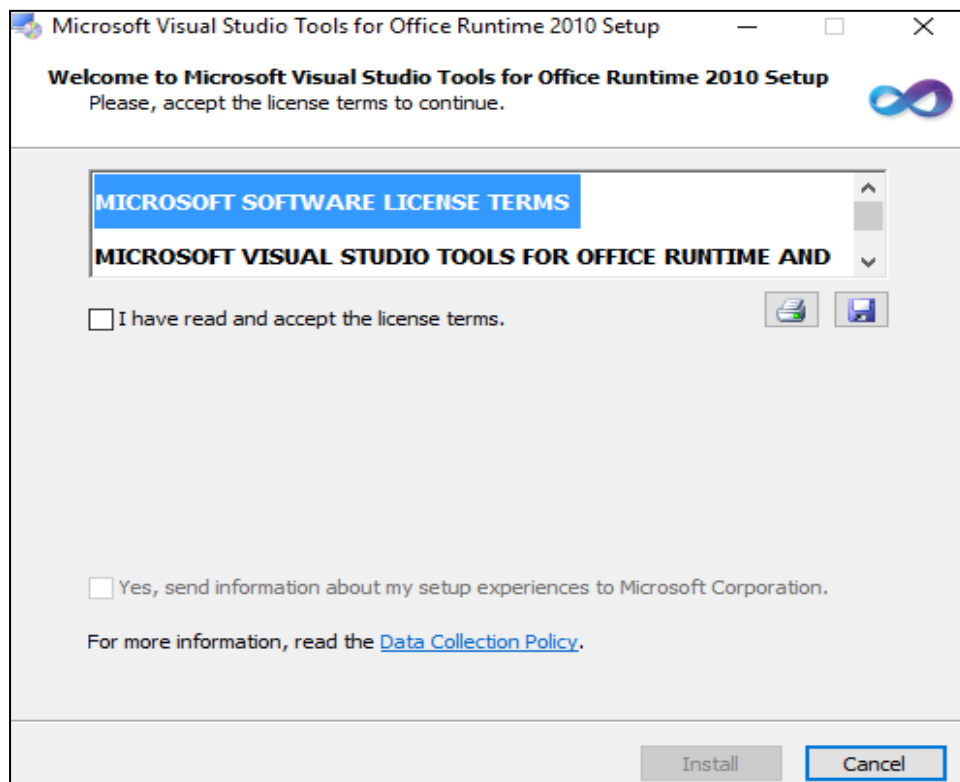 Microsoft Visual Studio Tools for Office Runtime 2010 Setup
Welcome to Microsoft Visual Studio Tools for Office Runtime 2010 Setup
Please, accept the license terms to continue.
MICROSOFT SOFTWARE LICENSE TERMS
MICROSOFT VISUAL STUDIO TOOLS FOR OFFICE RUNTIME AND
I have read and accept the license terms.
Yes, send information about my setup experiences to Microsoft Corporation.
For more information, read the Data Collection Policy.
Install
Cancel